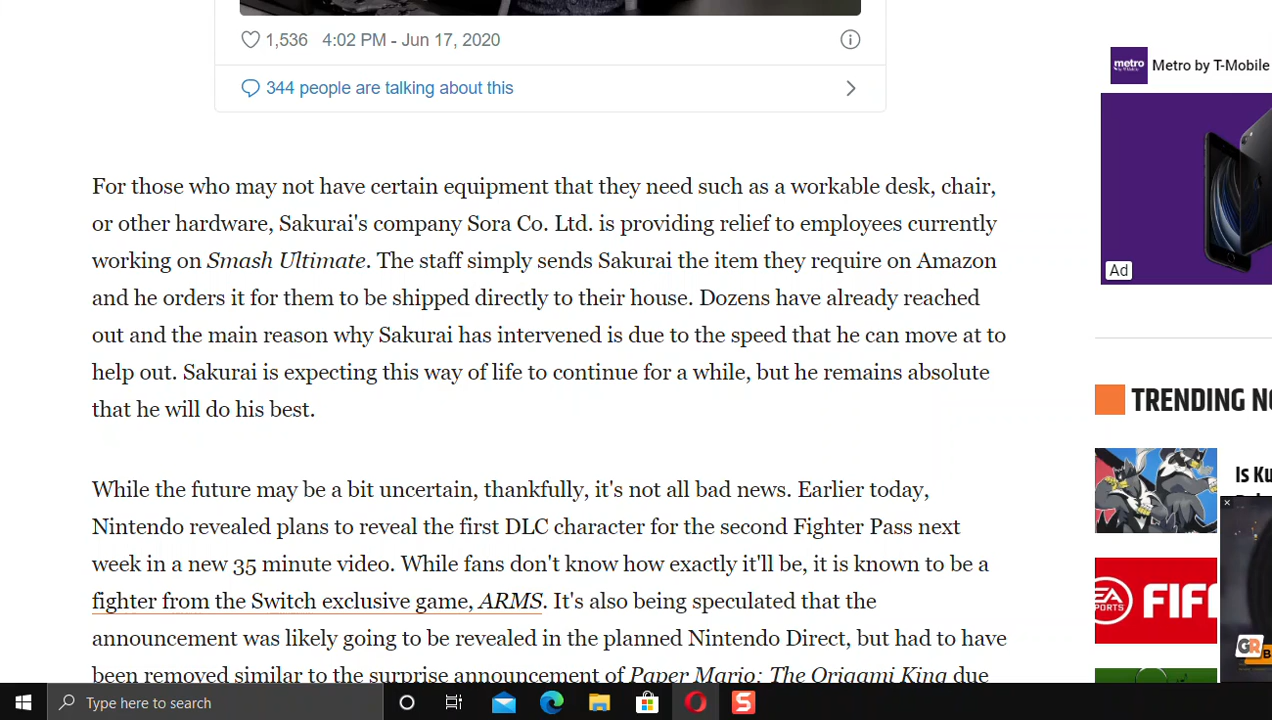 1,536 4:02 PM - Jun 17, 2020
344 people are talking about this
For those who may not have certain equipment that they need such as a workable desk, chair,
or other hardware, Sakurai's company Sora Co. Ltd. is providing relief to employees currently
working on Smash Ultimate. The staff simply sends Sakurai the item they require on Amazon
and he orders it for them to be shipped directly to their house. Dozens have already reached
out and the main reason why Sakurai has intervened is due to the speed that he can move at to
help out. Sakurai is expecting this way of life to continue for a while, but he remains absolute
that he will do his best.
While the future may be a bit uncertain, thankfully, it's not all bad news. Earlier today,
Nintendo revealed plans to reveal the first DLC character for the second Fighter Pass next
week in a new 35 minute video. While fans don't know how exactly it'll be, it is known to be a
fighter from the Switch exclusive game, ARMS. It's also being speculated that the
announcement was likely going to be revealed in the planned Nintendo Direct, but had to have
been removed similar to the surprise announcement of Paper Mario: The Origami King due
metro
Metro by T-Mobile
Ad
TRENDING NO
Is Ku
EA
SPORTS
FIF
GR
B
Type here to search
S